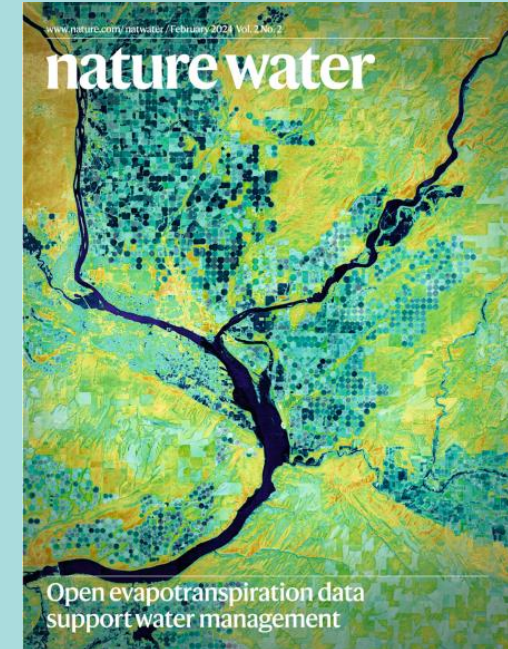 www.nature.com/natwater/February 2024 Vol. 2 No. 2
nature water
Open evapotranspiration data
support water management